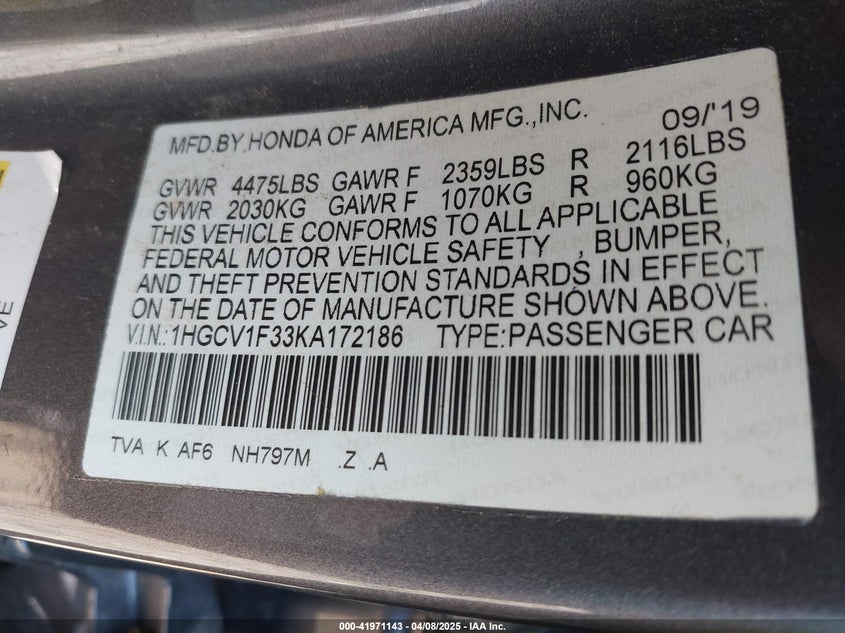 MFD.BY HONDA OF AMERICA MFG.,INC. 09/'19
GVWR 4475LBS GAWR F 2359LBS R 2116LBS
GVWR 2030KG GAWR F 1070KG R 960KG
THIS VEHICLE CONFORMS TO ALL APPLICABLE
FEDERAL MOTOR VEHICLE SAFETY , BUMPER,
AND THEFT PREVENTION STANDARDS IN EFFECT
ON THE DATE OF MANUFACTURE SHOWN ABOVE.
V.I.N.:1HGCV1F33KA172186 TYPE:PASSENGER CAR
TVA K AF6 NH797M .Z .A
000-41971143 - 04/08/2025 - IAA Inc.